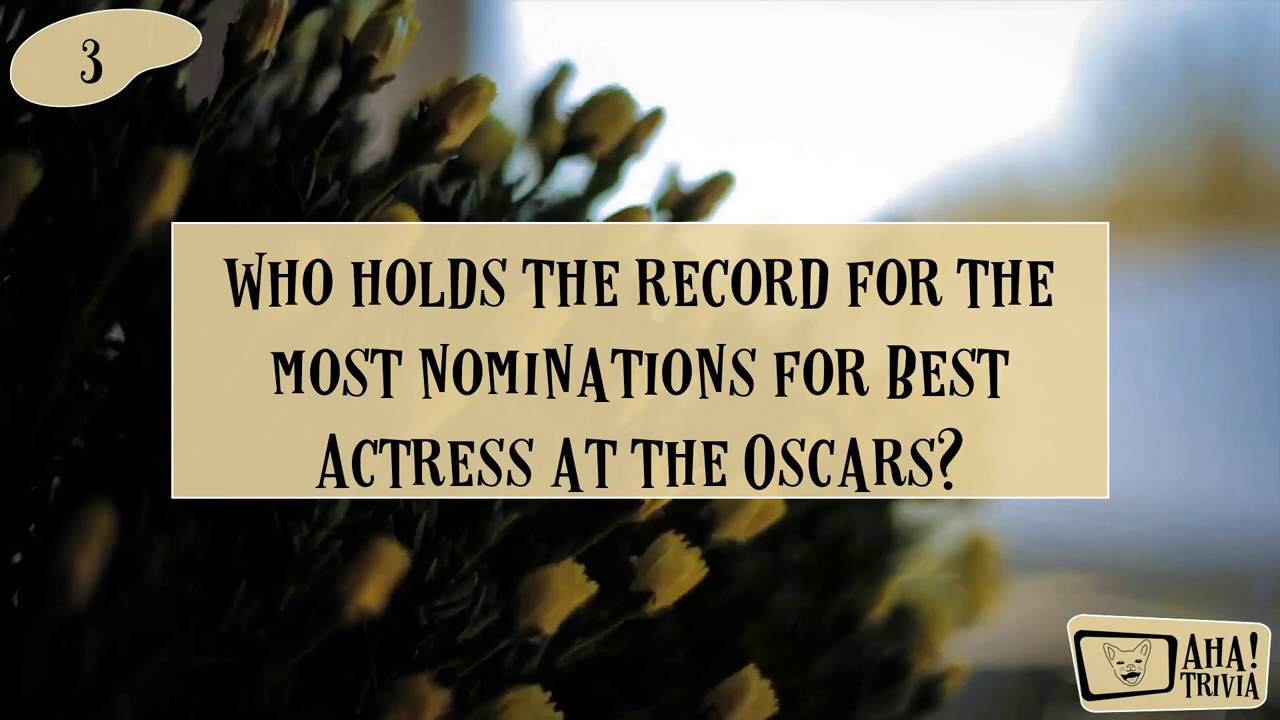 3
Who holds the record for the
most nominations for Best
Actress at the Oscars?
AHA!
TRIVIA